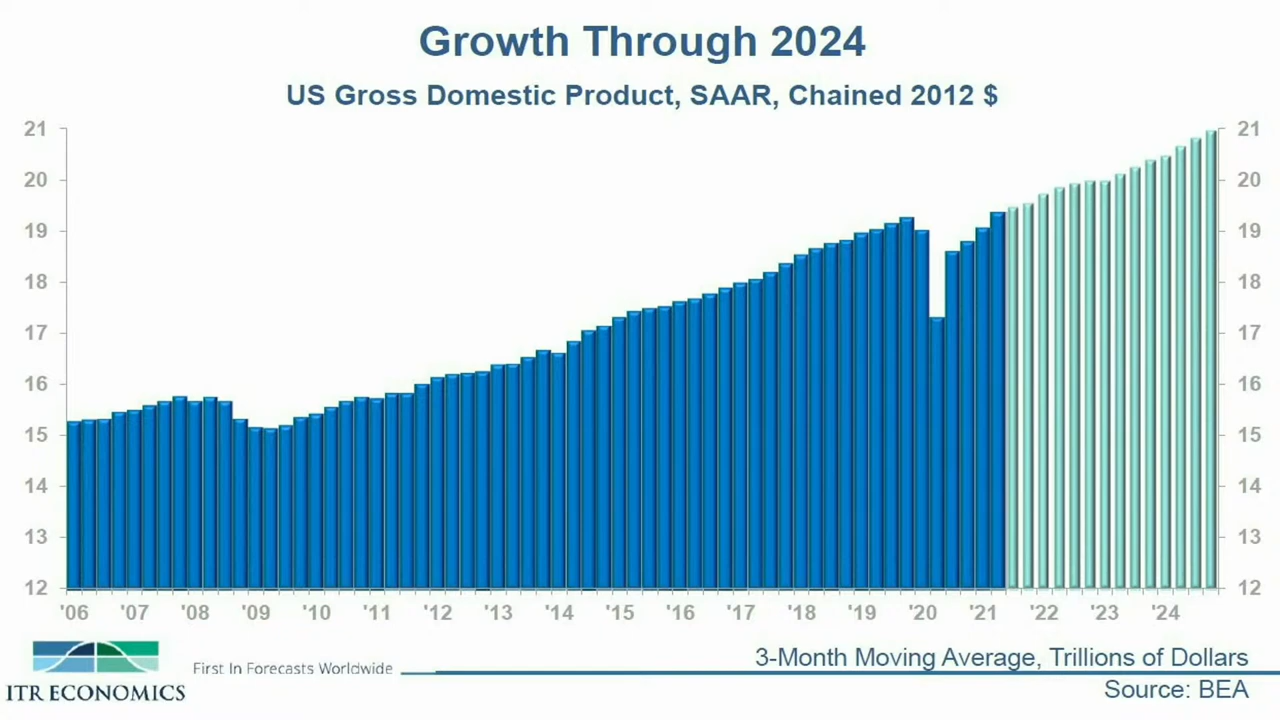 Growth Through 2024
US Gross Domestic Product, SAAR, Chained 2012 $
21 21
20 20
19 19
18 18
17 17
16 16
15 15
14 14
13 13
12 12
'06 '07 '08 '09 '10 '11 '12 '13 '14 '15 '16 '17 '18 '19 '20 '21 '22 '23 '24
First In Forecasts Worldwide
ITR ECONOMICS
3-Month Moving Average, Trillions of Dollars
Source: BEA